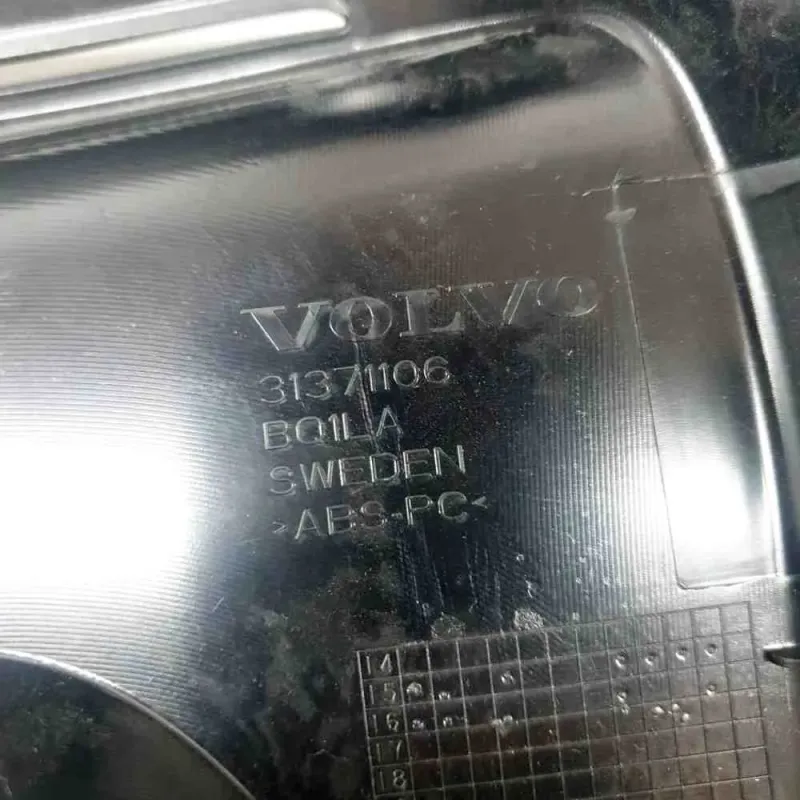 VOLVO
31371106
BQ1LA
SWEDEN
>ABS-PC<
14
15
16
17
18